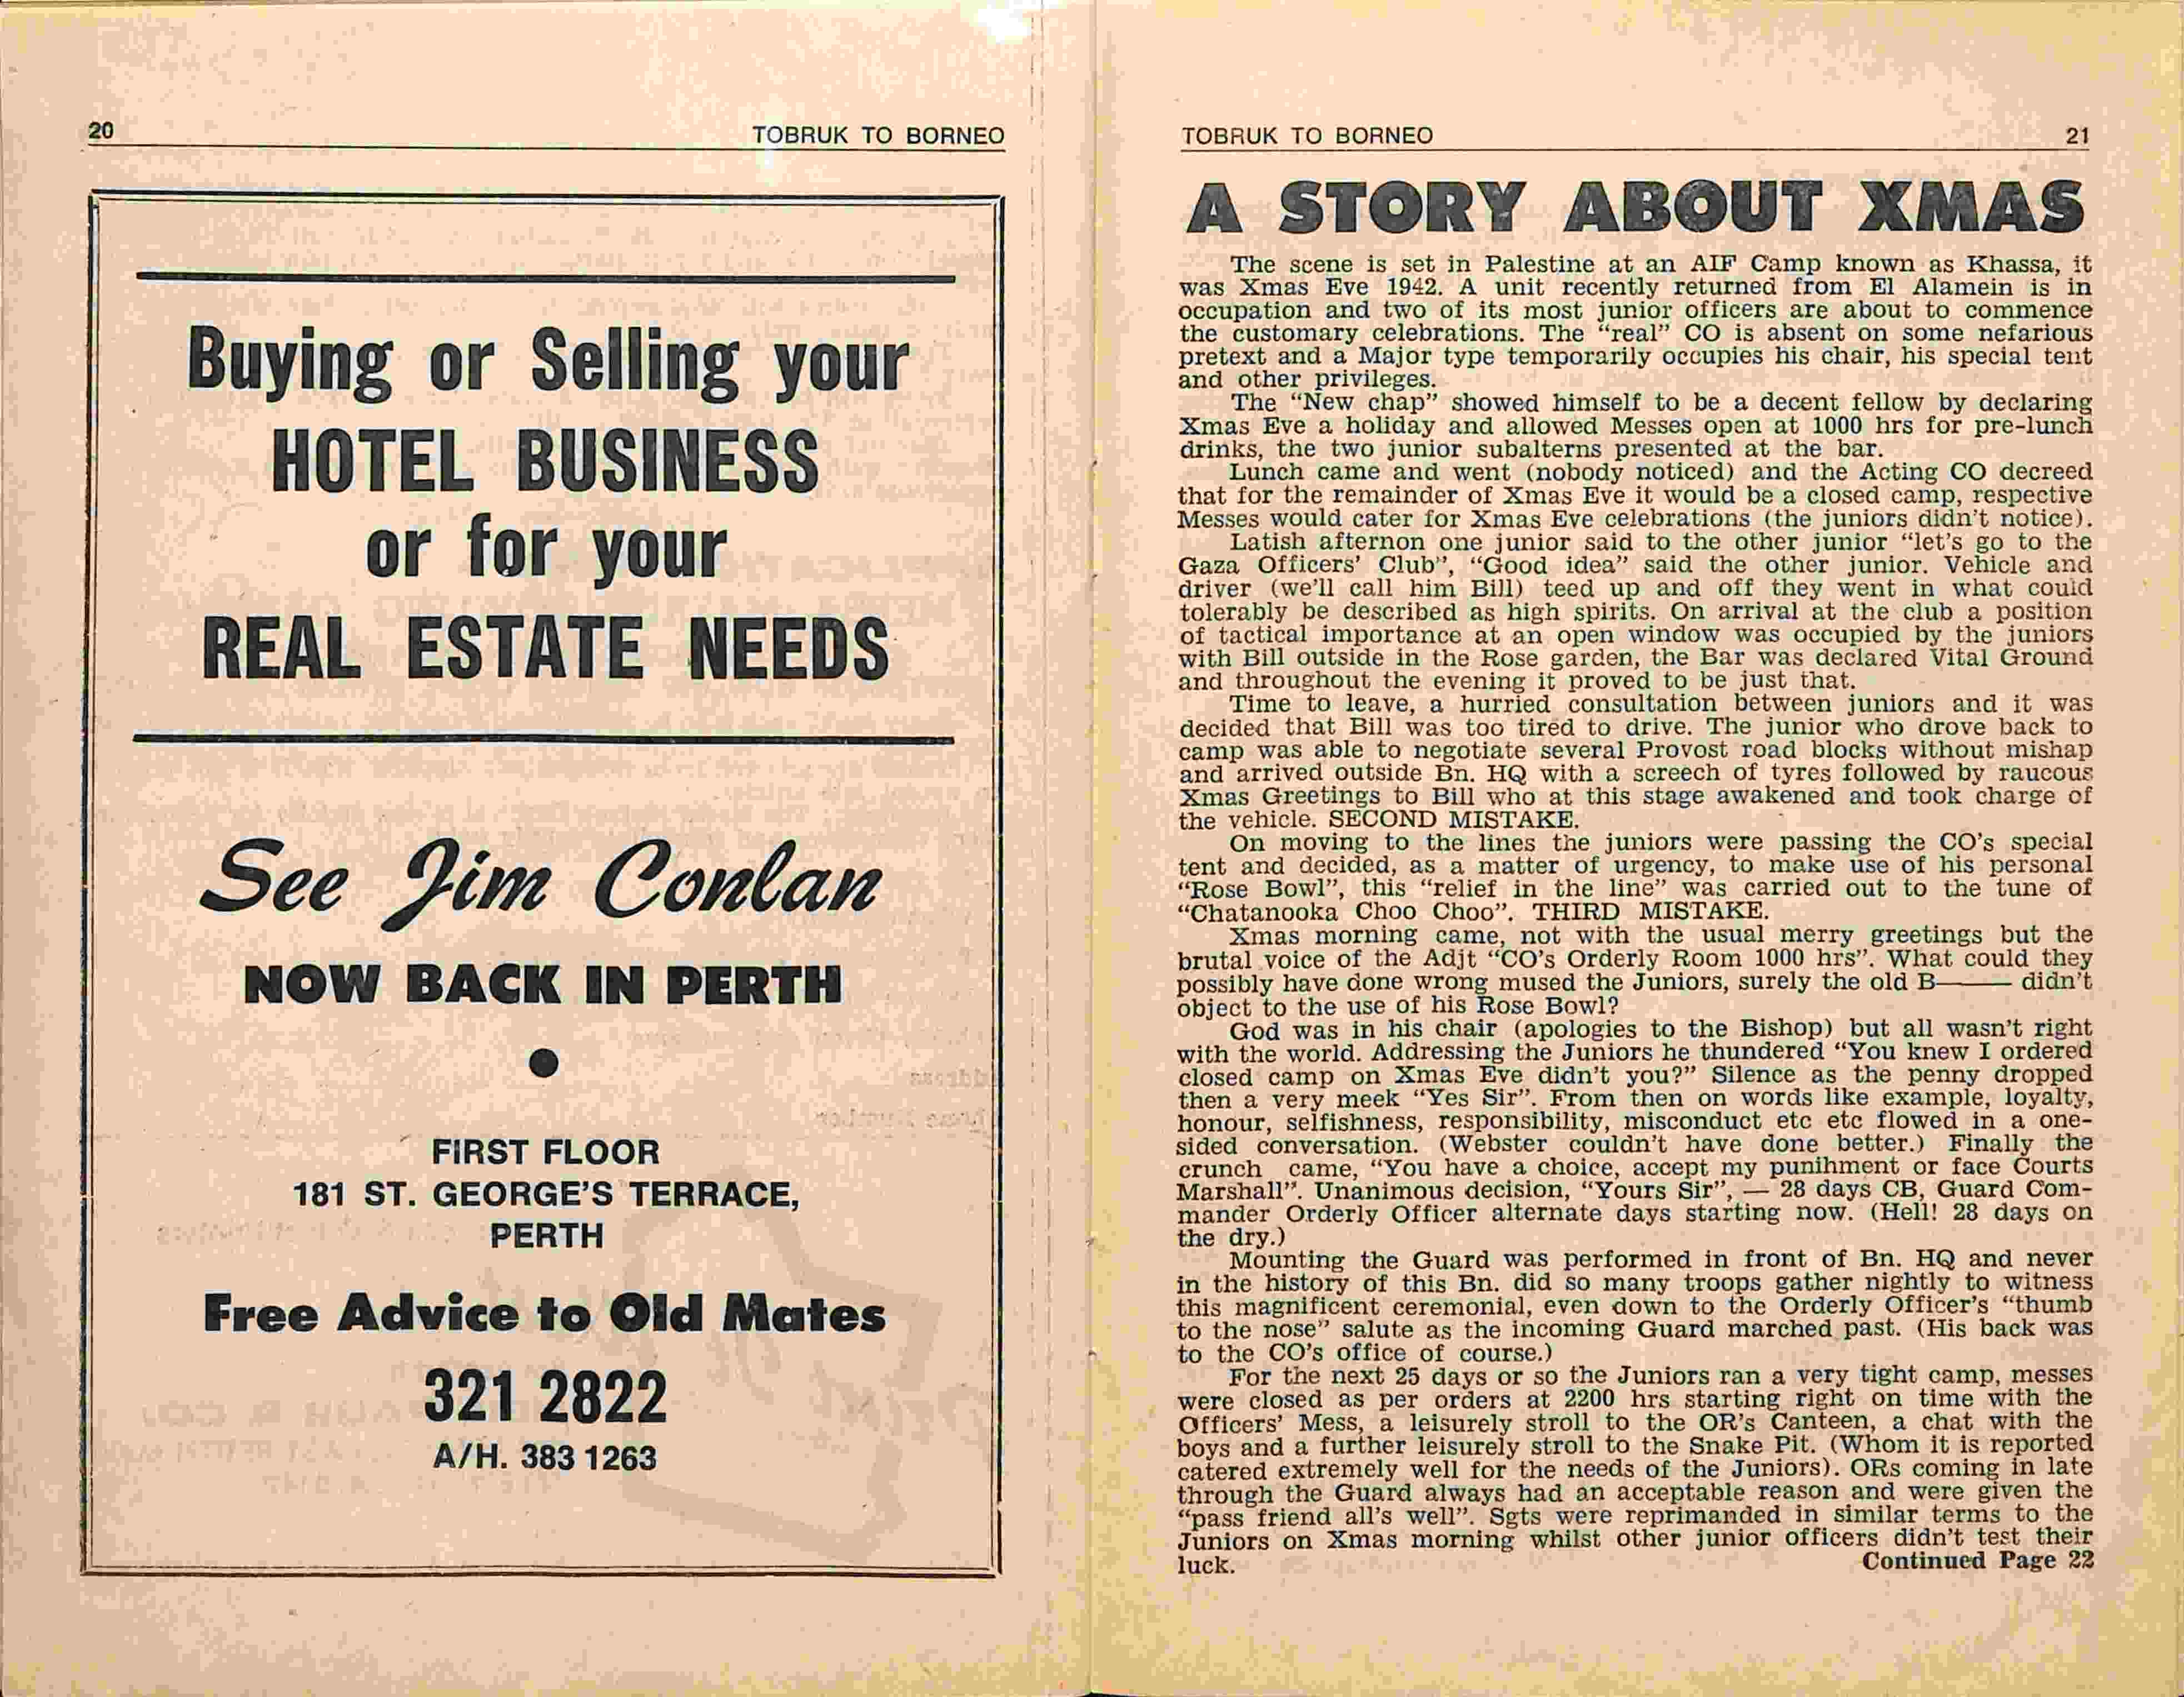 20
TOBRUK TO BORNEO
Buying or Selling your
HOTEL BUSINESS
or for your
REAL ESTATE NEEDS
See Jim Conlan
NOW BACK IN PERTH
FIRST FLOOR
181 ST. GEORGE'S TERRACE,
PERTH
Free Advice to Old Mates
321 2822
A/H. 383 1263
TOBRUK TO BORNEO
21
A STORY ABOUT XMAS
The scene is set in Palestine at an AIF Camp known as Khassa, it
was Xmas Eve 1942. A unit recently returned from El Alamein is in
occupation and two of its most junior officers are about to commence
the customary celebrations. The “real” CO is absent on some nefarious
pretext and a Major type temporarily occupies his chair, his special tent
and other privileges.
The “New chap” showed himself to be a decent fellow by declaring
Xmas Eve a holiday and allowed Messes open at 1000 hrs for pre-lunch
drinks, the two junior subalterns presented at the bar.
Lunch came and went (nobody noticed) and the Acting CO decreed
that for the remainder of Xmas Eve it would be a closed camp, respective
Messes would cater for Xmas Eve celebrations (the juniors didn't notice).
Latish afternon one junior said to the other junior “let's go to the
Gaza Officers' Club”, “Good idea” said the other junior. Vehicle and
driver (we'll call him Bill) teed up and off they went in what could
tolerably be described as high spirits. On arrival at the club a position
of tactical importance at an open window was occupied by the juniors
with Bill outside in the Rose garden, the Bar was declared Vital Ground
and throughout the evening it proved to be just that.
Time to leave, a hurried consultation between juniors and it was
decided that Bill was too tired to drive. The junior who drove back to
camp was able to negotiate several Provost road blocks without mishap
and arrived outside Bn. HQ with a screech of tyres followed by raucous
Xmas Greetings to Bill who at this stage awakened and took charge of
the vehicle. SECOND MISTAKE.
On moving to the lines the juniors were passing the CO's special
tent and decided, as a matter of urgency, to make use of his personal
“Rose Bowl”, this “relief in the line” was carried out to the tune of
“Chatanooka Choo Choo”. THIRD MISTAKE.
Xmas morning came, not with the usual merry greetings but the
brutal voice of the Adjt “CO's Orderly Room 1000 hrs”. What could they
possibly have done wrong mused the Juniors, surely the old B—— didn't
object to the use of his Rose Bowl?
God was in his chair (apologies to the Bishop) but all wasn't right
with the world. Addressing the Juniors he thundered “You knew I ordered
closed camp on Xmas Eve didn't you?” Silence as the penny dropped
then a very meek “Yes Sir”. From then on words like example, loyalty,
honour, selfishness, responsibility, misconduct etc etc flowed in a one-
sided conversation. (Webster couldn't have done better.) Finally the
crunch came, “You have a choice, accept my punihment or face Courts
Marshall”. Unanimous decision, “Yours Sir”, — 28 days CB, Guard Com-
mander Orderly Officer alternate days starting now. (Hell! 28 days on
the dry.)
Mounting the Guard was performed in front of Bn. HQ and never
in the history of this Bn. did so many troops gather nightly to witness
this magnificent ceremonial, even down to the Orderly Officer's “thumb
to the nose” salute as the incoming Guard marched past. (His back was
to the CO's office of course.)
For the next 25 days or so the Juniors ran a very tight camp, messes
were closed as per orders at 2200 hrs starting right on time with the
Officers' Mess, a leisurely stroll to the OR's Canteen, a chat with the
boys and a further leisurely stroll to the Snake Pit. (Whom it is reported
catered extremely well for the needs of the Juniors). ORs coming in late
through the Guard always had an acceptable reason and were given the
“pass friend all's well”. Sgts were reprimanded in similar terms to the
Juniors on Xmas morning whilst other junior officers didn't test their
luck.
Continued Page 22